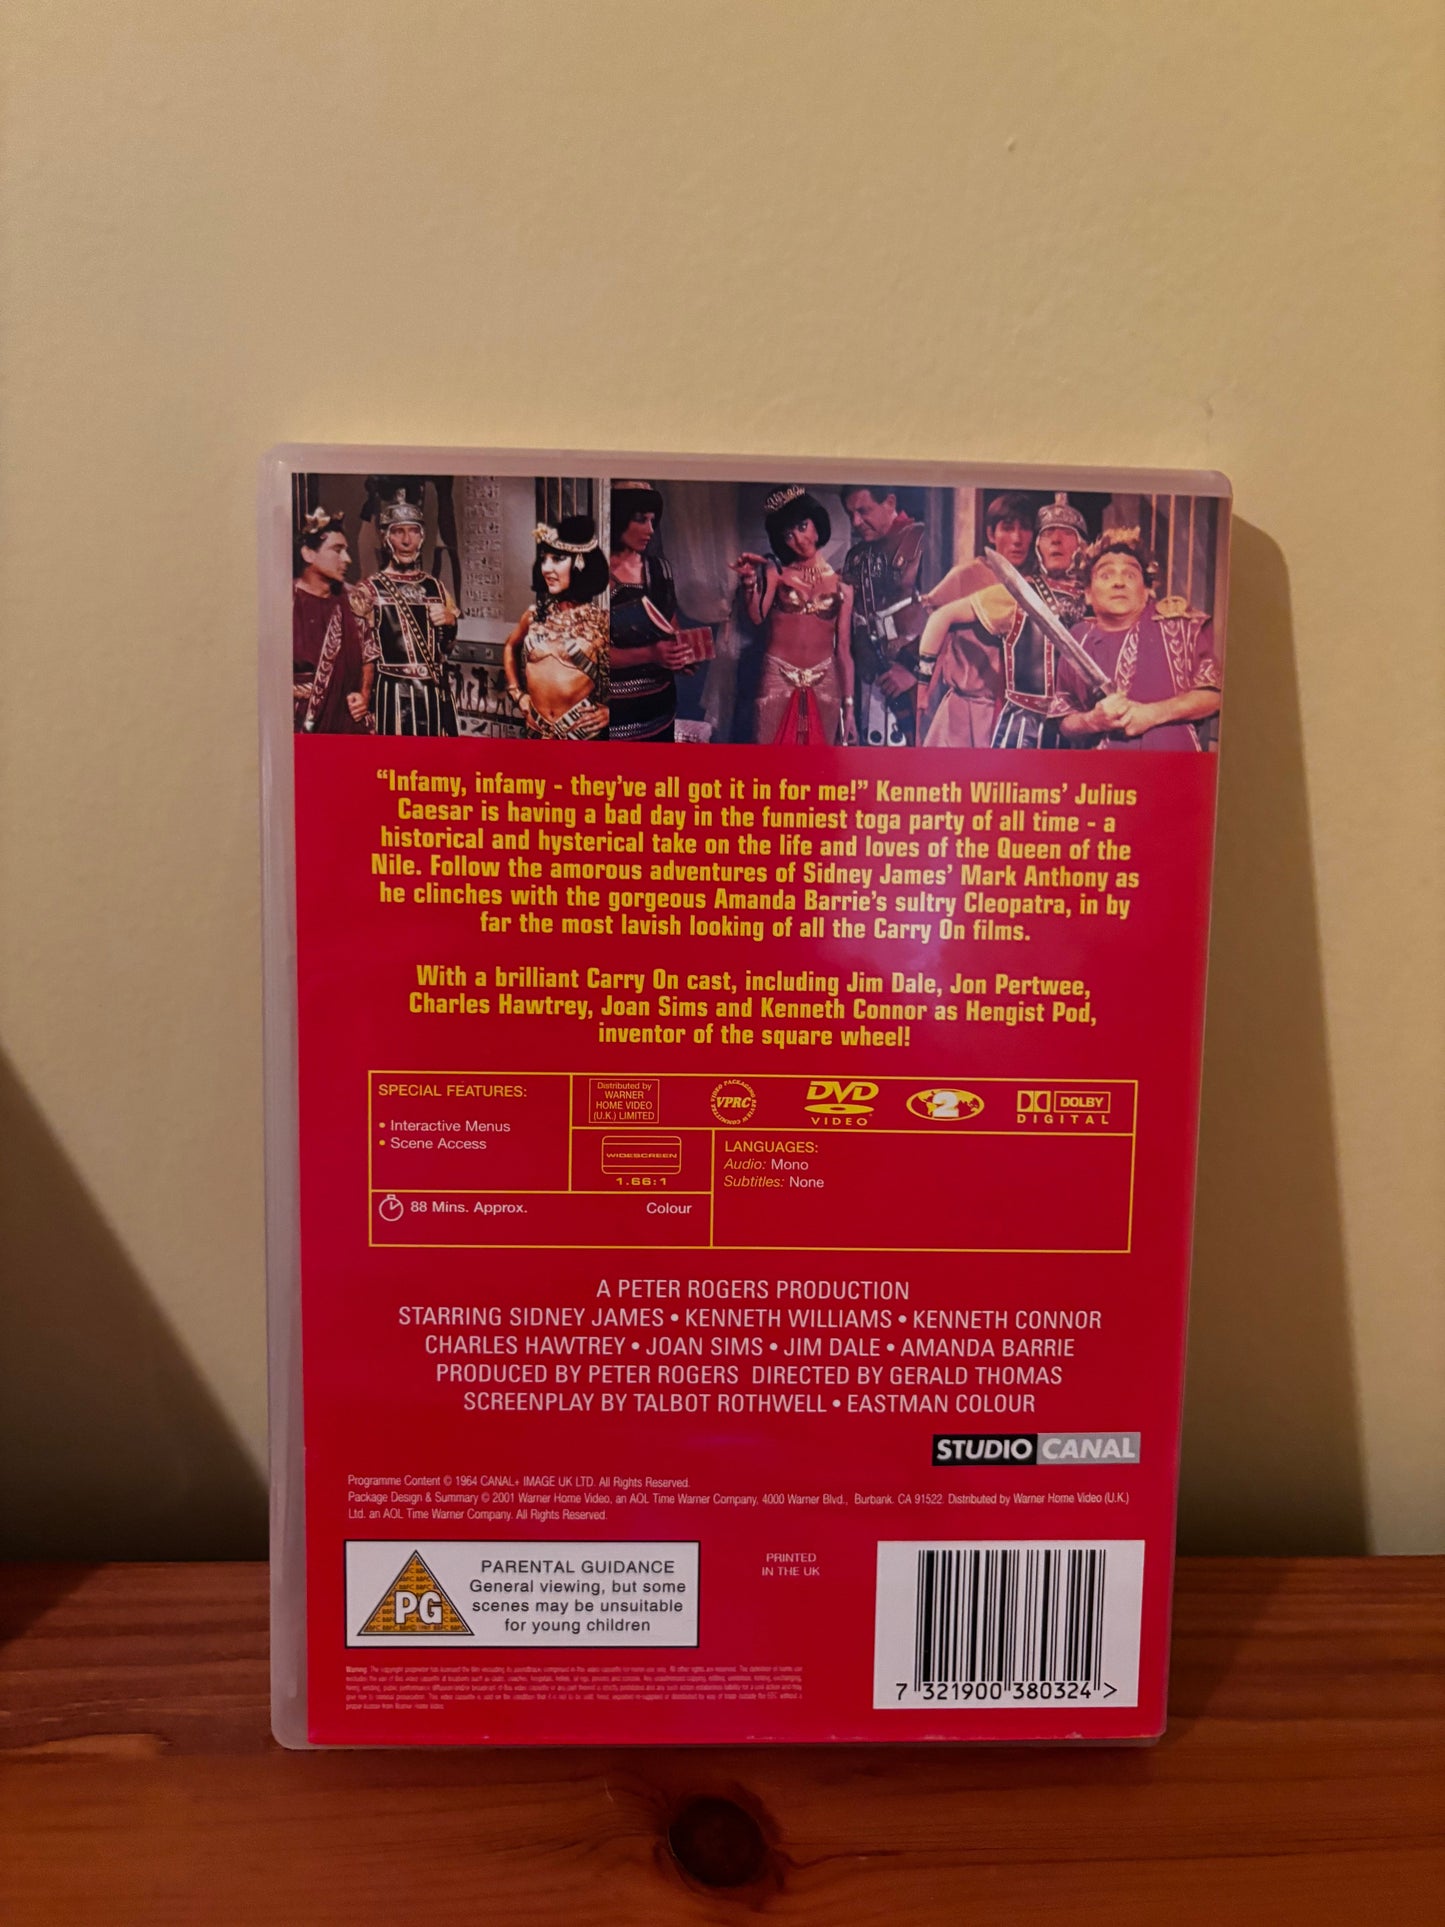 “Infamy, infamy - they’ve all got it in for me!” Kenneth Williams’ Julius
Caesar is having a bad day in the funniest toga party of all time - a
historical and hysterical take on the life and loves of the Queen of the
Nile. Follow the amorous adventures of Sidney James’ Mark Anthony as
he clinches with the gorgeous Amanda Barrie’s sultry Cleopatra, in by
far the most lavish looking of all the Carry On films.
With a brilliant Carry On cast, including Jim Dale, Jon Pertwee,
Charles Hawtrey, Joan Sims and Kenneth Connor as Hengist Pod,
inventor of the square wheel!
SPECIAL FEATURES:
• Interactive Menus
• Scene Access
88 Mins. Approx. Colour
Distributed by
WARNER
HOME VIDEO
(U.K.) LIMITED
VIDEO PACKAGING REVIEW COMMITTEE
VPRC
DVD
VIDEO
2
DOLBY
DIGITAL
WIDESCREEN
1.66:1
LANGUAGES:
Audio: Mono
Subtitles: None
A PETER ROGERS PRODUCTION
STARRING SIDNEY JAMES • KENNETH WILLIAMS • KENNETH CONNOR
CHARLES HAWTREY • JOAN SIMS • JIM DALE • AMANDA BARRIE
PRODUCED BY PETER ROGERS DIRECTED BY GERALD THOMAS
SCREENPLAY BY TALBOT ROTHWELL • EASTMAN COLOUR
STUDIO CANAL
Programme Content © 1964 CANAL+ IMAGE UK LTD. All Rights Reserved.
Package Design & Summary © 2001 Warner Home Video, an AOL Time Warner Company, 4000 Warner Blvd., Burbank. CA 91522. Distributed by Warner Home Video (U.K.)
Ltd. an AOL Time Warner Company. All Rights Reserved.
PG
PARENTAL GUIDANCE
General viewing, but some
scenes may be unsuitable
for young children
PRINTED
IN THE UK
7 321900 380324 >